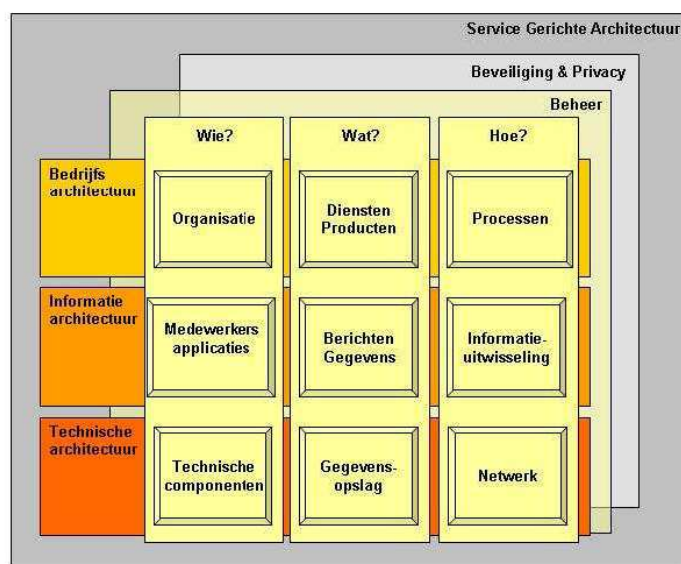 Service Gerichte Architectuur
Beveiliging & Privacy
Beheer
Wie?
Wat?
Hoe?
Bedrijfs
architectuur
Organisatie
Diensten
Producten
Processen
Informatie
architectuur
Medewerkers
applicaties
Berichten
Gegevens
Informatie-
uitwisseling
Technische
architectuur
Technische
componenten
Gegevens-
opslag
Netwerk